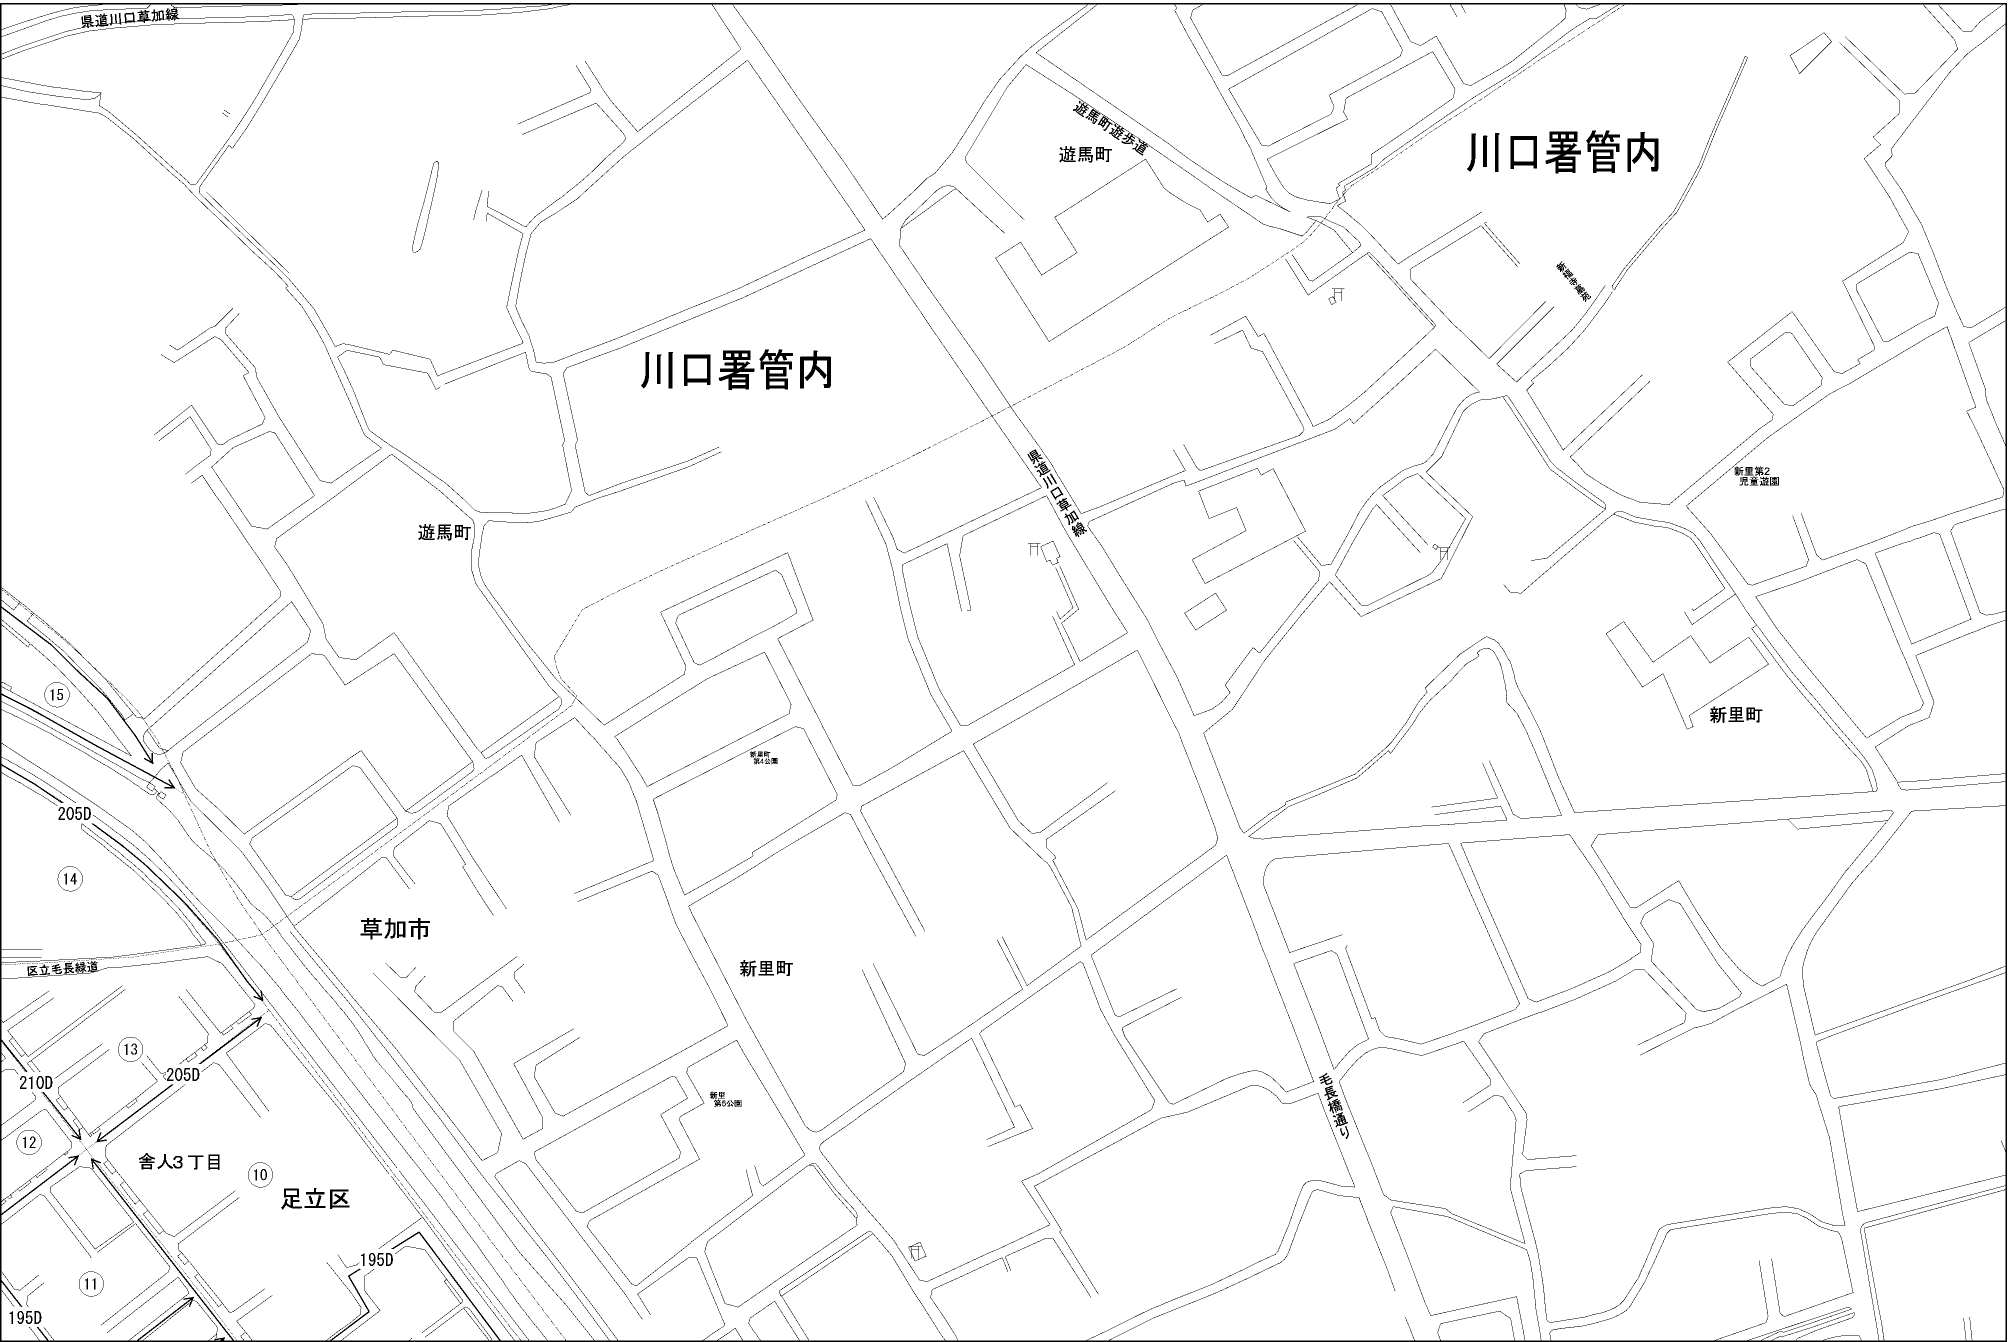 県道川口草加線
遊馬町遊歩道
遊馬町
川口署管内
新福寺墓苑
川口署管内
県道川口草加線
新里第2
児童遊園
遊馬町
15
新里町
新里町
第4公園
205D
14
草加市
区立毛長緑道
新里町
13
205D
210D
新里
第5公園
毛長橋通り
12
舎人3丁目
10
足立区
195D
11
195D